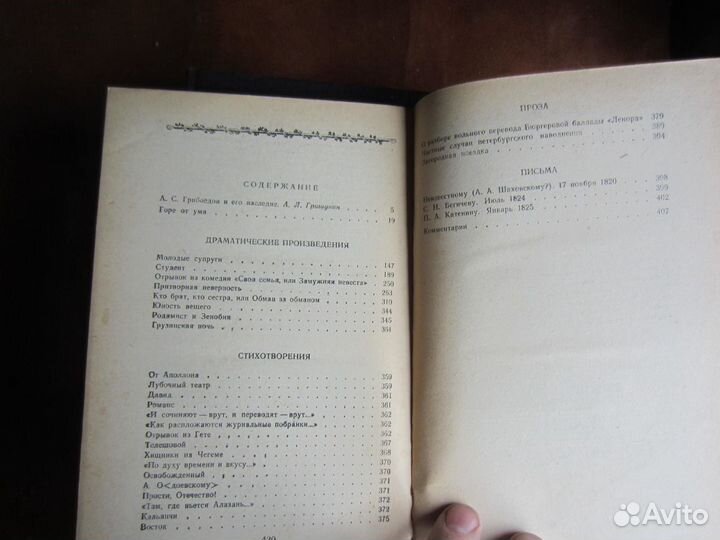 СОДЕРЖАНИЕ
А. С. Грибоедов и его наследие. А. Л. Гришунин 5
Горе от ума 19
ДРАМАТИЧЕСКИЕ ПРОИЗВЕДЕНИЯ
Молодые супруги 147
Студент 189
Отрывок из комедии «Своя семья, или Замужняя невеста» 250
Притворная неверность 263
Кто брат, кто сестра, или Обман за обманом 310
Юность вещего 344
Родамист и Зенобия 345
Грузинская ночь 351
СТИХОТВОРЕНИЯ
От Аполлона 359
Лубочный театр 359
Давид 361
Романс 361
«И сочиняют — врут, и переводят — врут...» 362
«Как распложаются журнальные побранки...» 362
Отрывок из Гете 362
Телешовой 367
Хищники на Чегеме 368
«По духу времени и вкусу...» 370
Освобожденный 370
А. О<доевскому> 371
Прости, Отечество! 371
«Там, где вьется Алазань...» 372
Кальянчи 372
Восток 375
430
ПРОЗА
О разборе вольного перевода Бюргеровой баллады «Ленора» 379
Частные случаи петербургского наводнения 389
Загородная поездка 394
ПИСЬМА
Неизвестному (А. А. Шаховскому?). 17 ноября 1820 398
С. Н. Бегичеву. Июль 1824 399
П. А. Катенину. Январь 1825 402
Комментарии 407
Avito